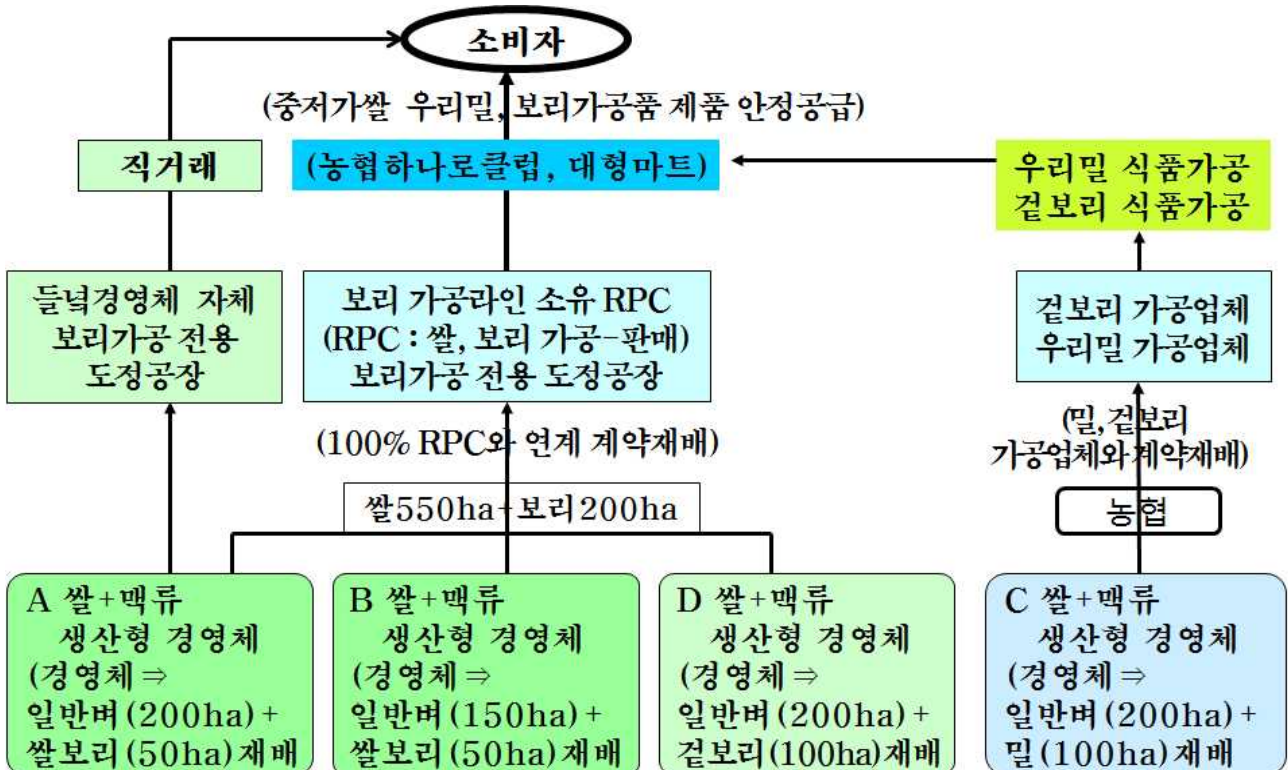 소비자
(중저가쌀 우리밀, 보리가공품 제품 안정공급)
직거래
(농협하나로클럽, 대형마트)
우리밀 식품가공
겉보리 식품가공
들녘경영체 자체
보리가공 전용
도정공장
보리 가공라인 소유 RPC
(RPC : 쌀, 보리 가공-판매)
보리가공 전용 도정공장
겉보리 가공업체
우리밀 가공업체
(100% RPC와 연계 계약재배)
(밀,겉보리
가공업체와계약재배)
쌀550ha+보리200ha
농협
A 쌀+맥류
생산형 경영체
(경영체⇒
일반벼(200ha)+
쌀보리(50ha)재배
B 쌀+맥류
생산형 경영체
(경영체⇒
일반벼(150ha)+
쌀보리(50ha)재배
D 쌀+맥류
생산형 경영체
(경영체⇒
일반벼(200ha)+
겉보리(100ha)재배
C 쌀+맥류
생산형 경영체
(경영체⇒
일반벼(200ha)+
밀(100ha)재배